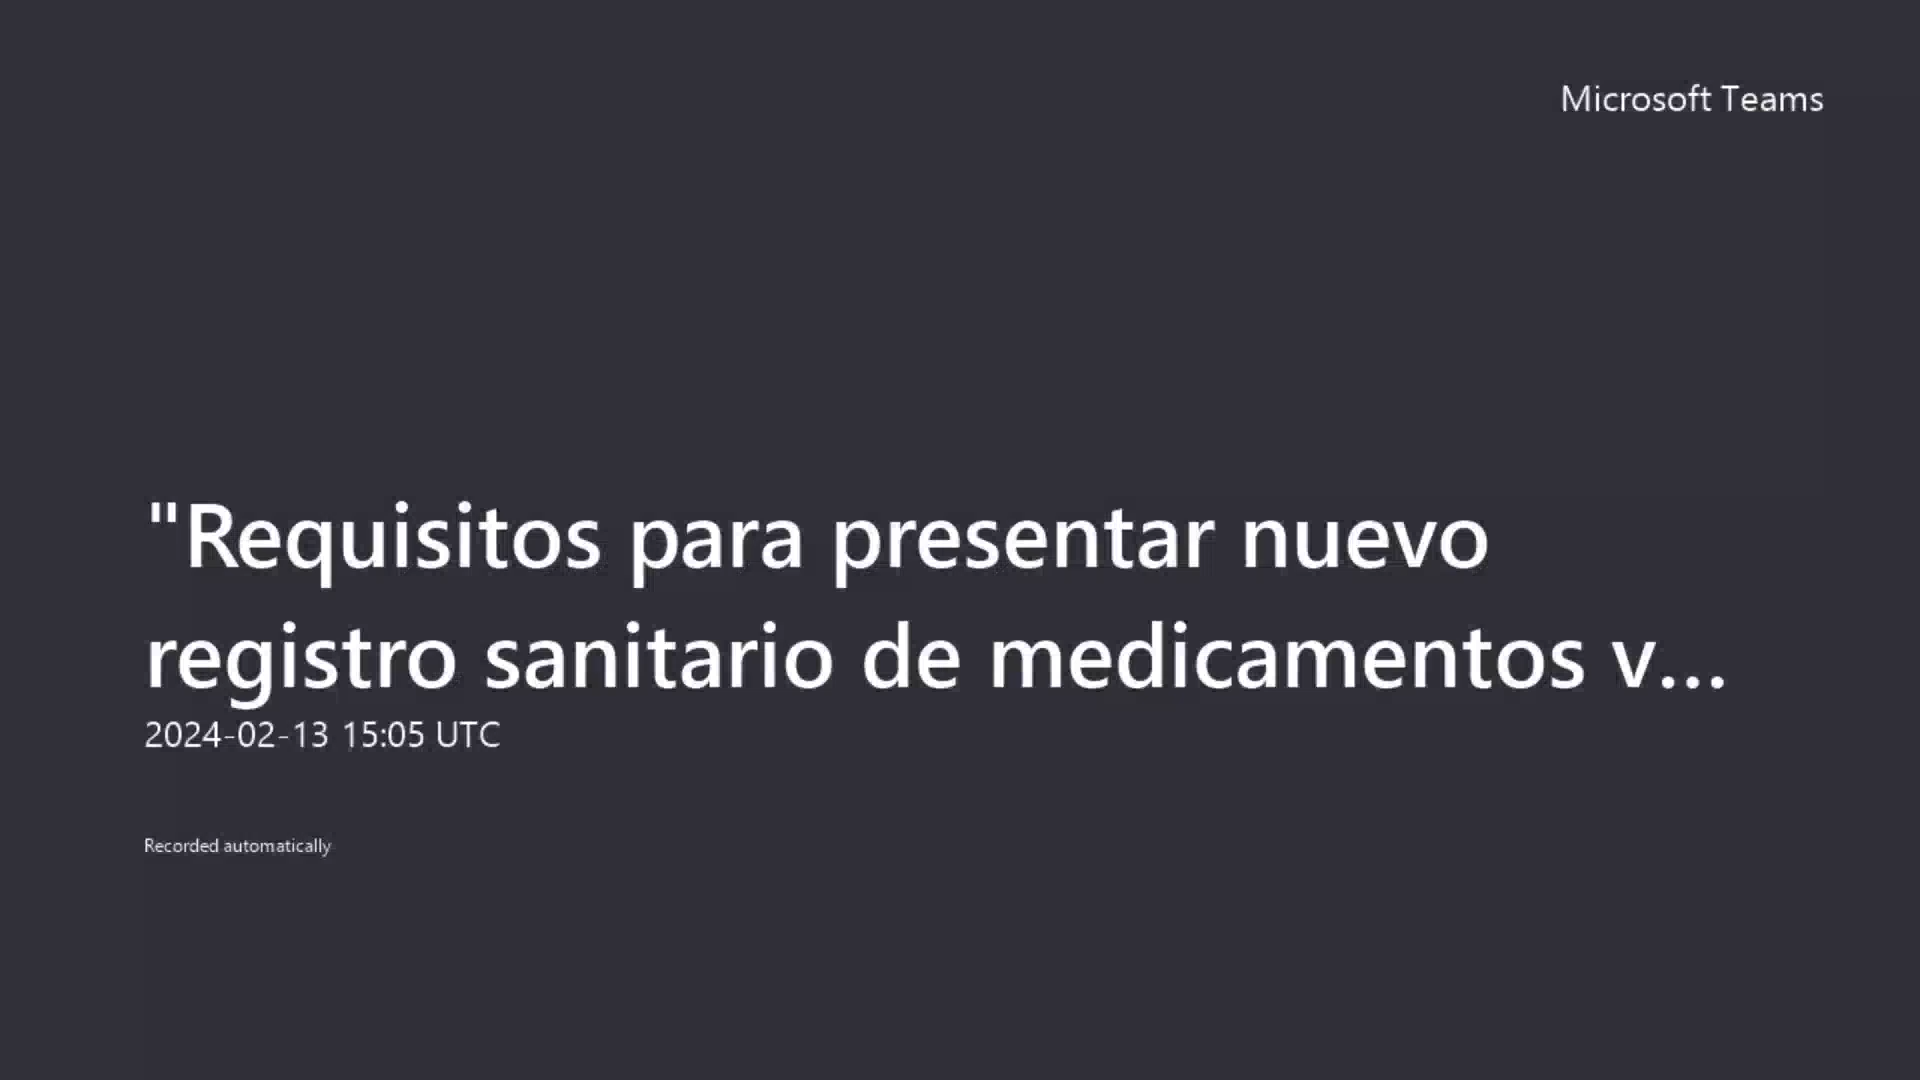 Microsoft Teams
"Requisitos para presentar nuevo
registro sanitario de medicamentos v...
2024-02-13 15:05 UTC
Recorded automatically